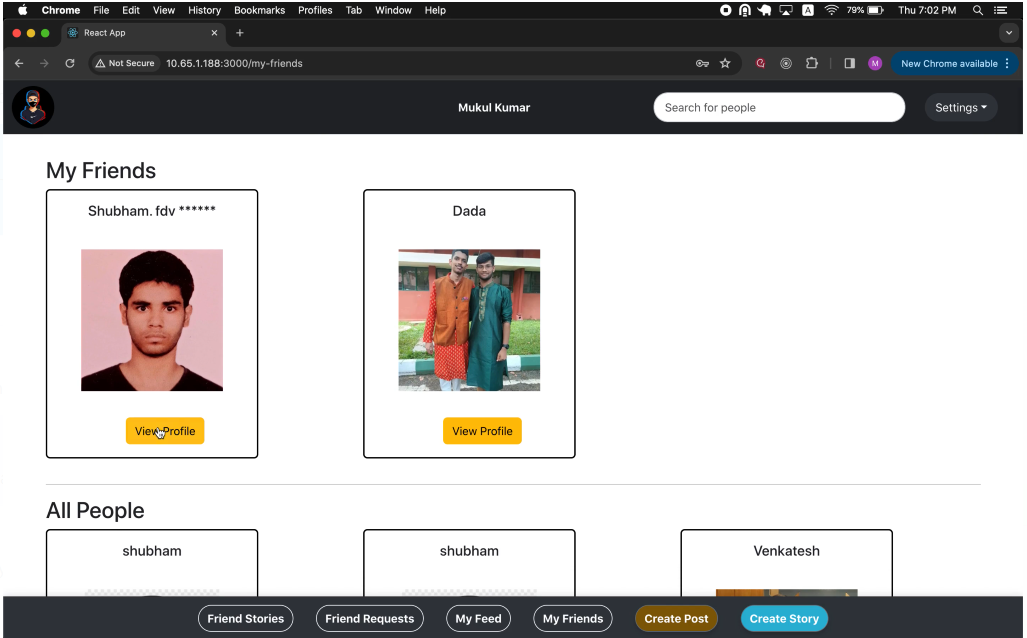 Chrome File Edit View History Bookmarks Profiles Tab Window Help A 79% Thu 7:02 PM
React App
Not Secure 10.65.1.188:3000/my-friends M New Chrome available
Mukul Kumar Search for people Settings
My Friends
Shubham. fdv ****** Dada
View Profile View Profile
All People
shubham shubham Venkatesh
Friend Stories Friend Requests My Feed My Friends Create Post Create Story